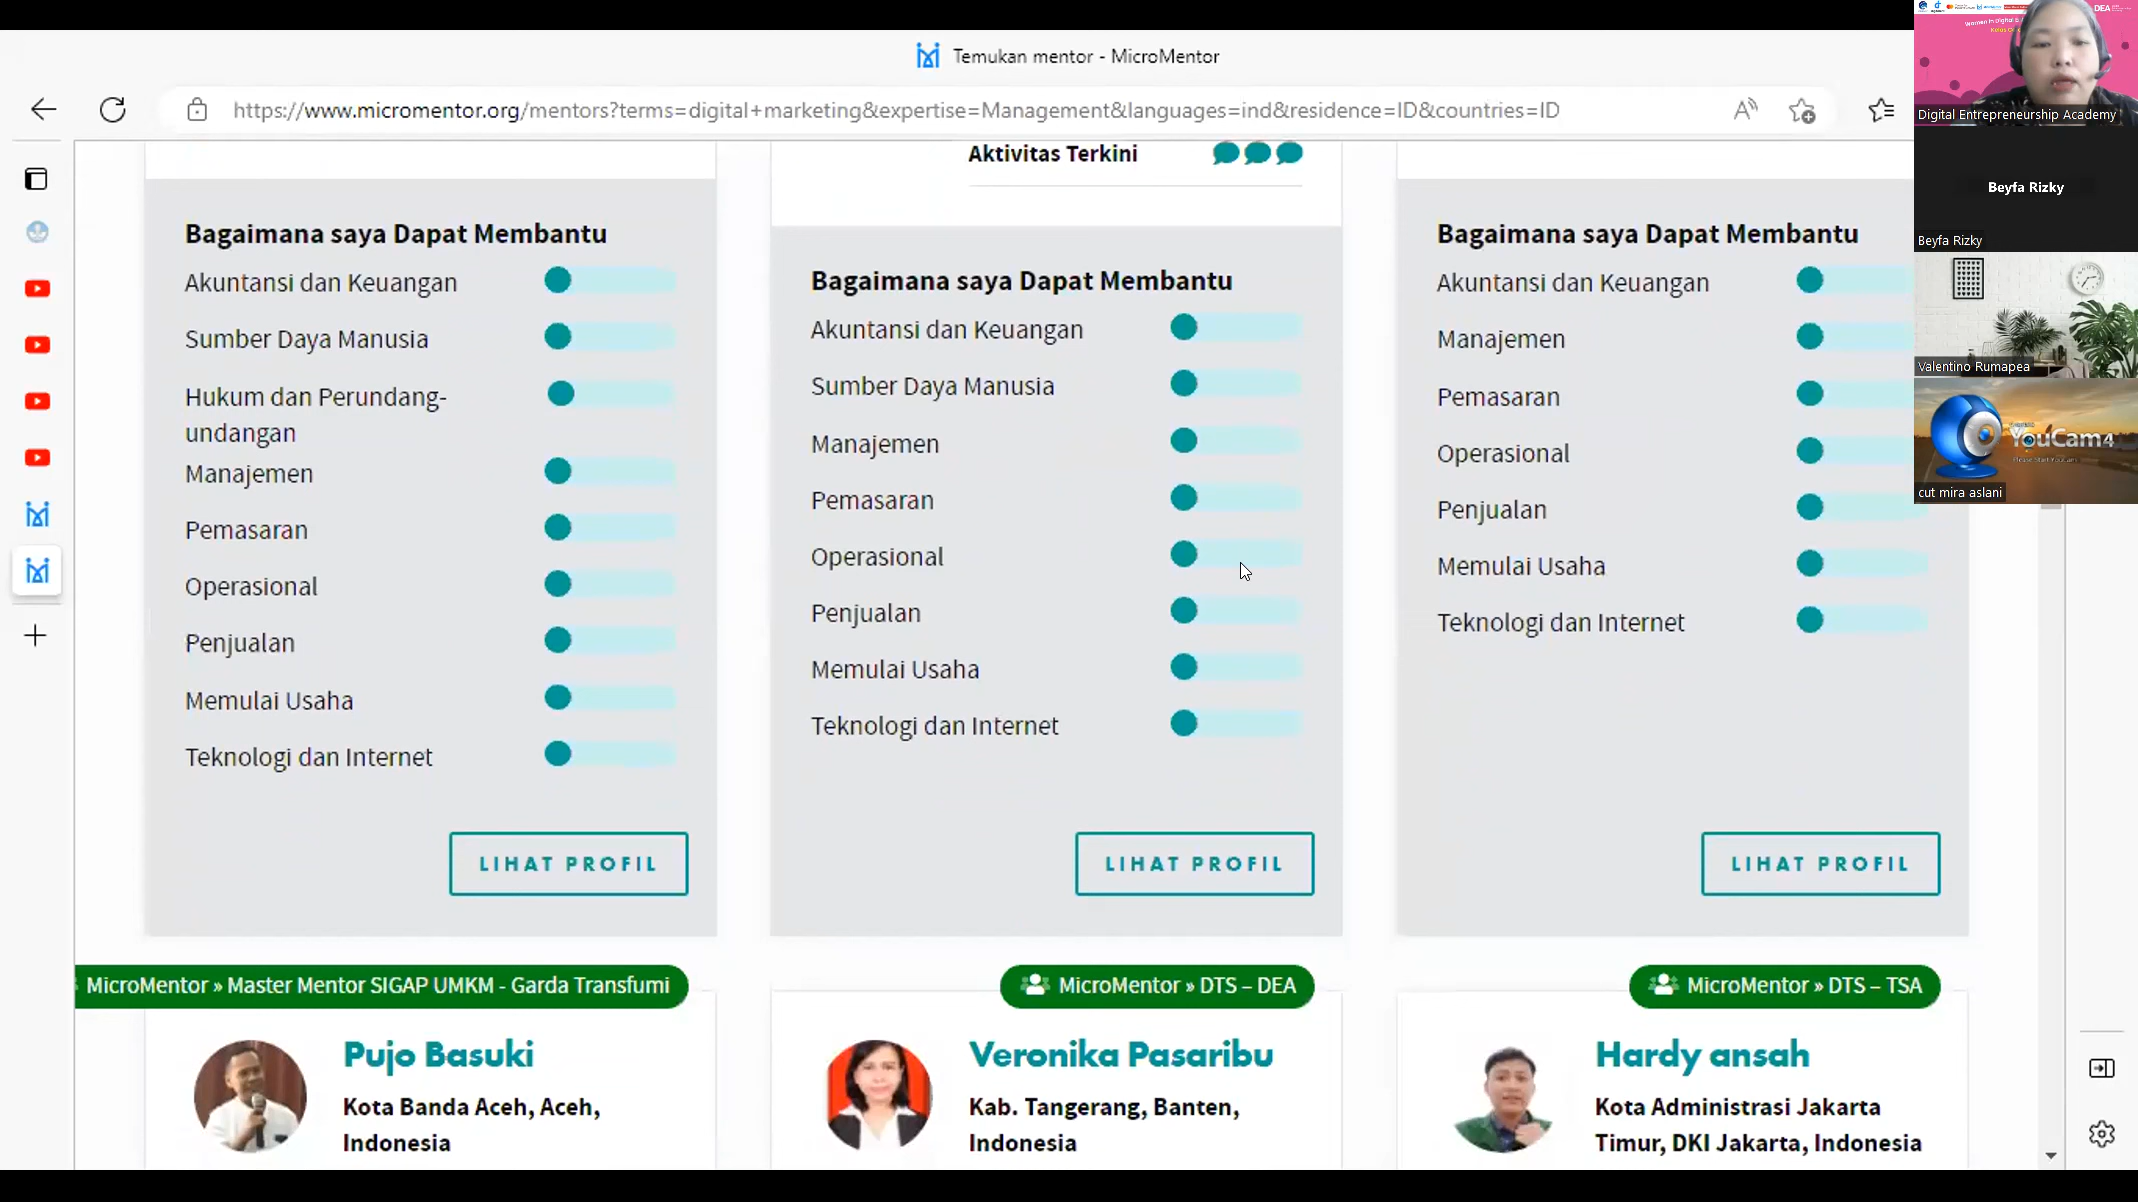 Temukan mentor - MicroMentor
https://www.micromentor.org/mentors?terms=digital+marketing&expertise=Management&languages=ind&residence=ID&countries=ID
Bagaimana saya Dapat Membantu
Akuntansi dan Keuangan
Sumber Daya Manusia
Hukum dan Perundang-
undangan
Manajemen
Pemasaran
Operasional
Penjualan
Memulai Usaha
Teknologi dan Internet
LIHAT PROFIL
Aktivitas Terkini
Bagaimana saya Dapat Membantu
Akuntansi dan Keuangan
Sumber Daya Manusia
Manajemen
Pemasaran
Operasional
Penjualan
Memulai Usaha
Teknologi dan Internet
LIHAT PROFIL
Bagaimana saya Dapat Membantu
Akuntansi dan Keuangan
Manajemen
Pemasaran
Operasional
Penjualan
Memulai Usaha
Teknologi dan Internet
LIHAT PROFIL
MicroMentor » Master Mentor SIGAP UMKM - Garda Transfumi
Pujo Basuki
Kota Banda Aceh, Aceh,
Indonesia
MicroMentor » DTS – DEA
Veronika Pasaribu
Kab. Tangerang, Banten,
Indonesia
MicroMentor » DTS – TSA
Hardy ansah
Kota Administrasi Jakarta
Timur, DKI Jakarta, Indonesia
DEA
Digital Entrepreneurship Academy
Beyfa Rizky
Beyfa Rizky
Valentino Rumapea
YouCam4
cut mira aslani